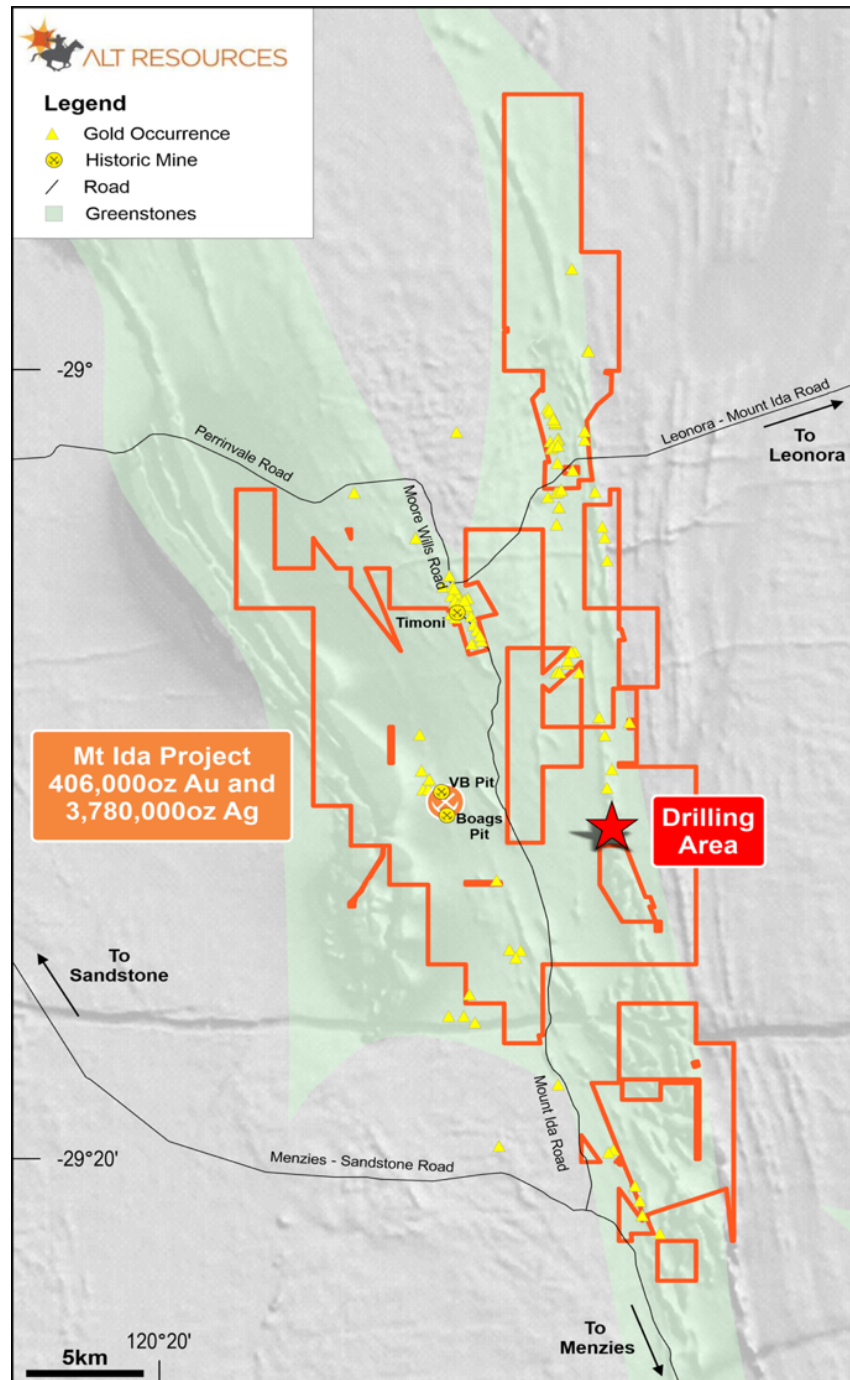 ALT RESOURCES
Legend
Gold Occurrence
Historic Mine
Road
Greenstones
-29°
Leonora - Mount Ida Road
To
Leonora
Perrinvale Road
Moore Wills Road
Timoni
Mt Ida Project
406,000oz Au and
3,780,000oz Ag
VB Pit
Boags
Pit
Drilling
Area
To
Sandstone
Mount Ida Road
-29°20'
Menzies - Sandstone Road
To
Menzies
120°20'
5km